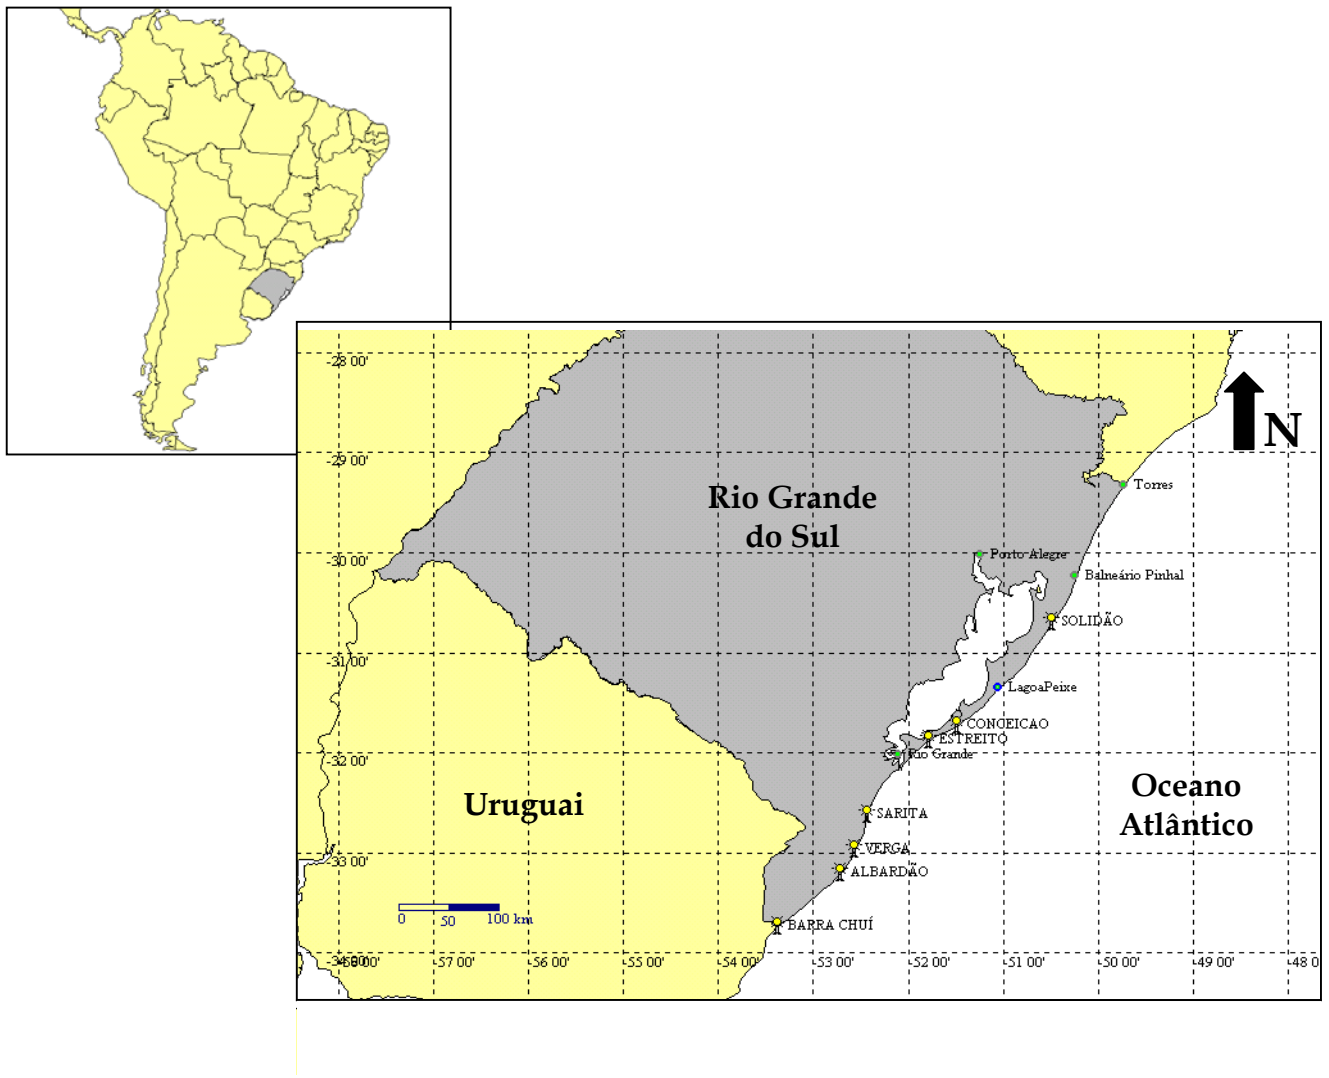 -28 00'
N
-29 00'
Torres
Rio Grande
do Sul
-30 00'
Porto Alegre
Balneário Pinhal
SOLIDÃO
-31 00'
LagoaPeixe
CONCEICAO
ESTREITO
-32 00'
Rio Grande
Oceano
Atlântico
Uruguai
SARITA
VERGA
-33 00'
ALBARDÃO
0 50 100 km
BARRA CHUÍ
-57 00' -56 00' -55 00' -54 00' -53 00' -52 00' -51 00' -50 00' -49 00' -48 0